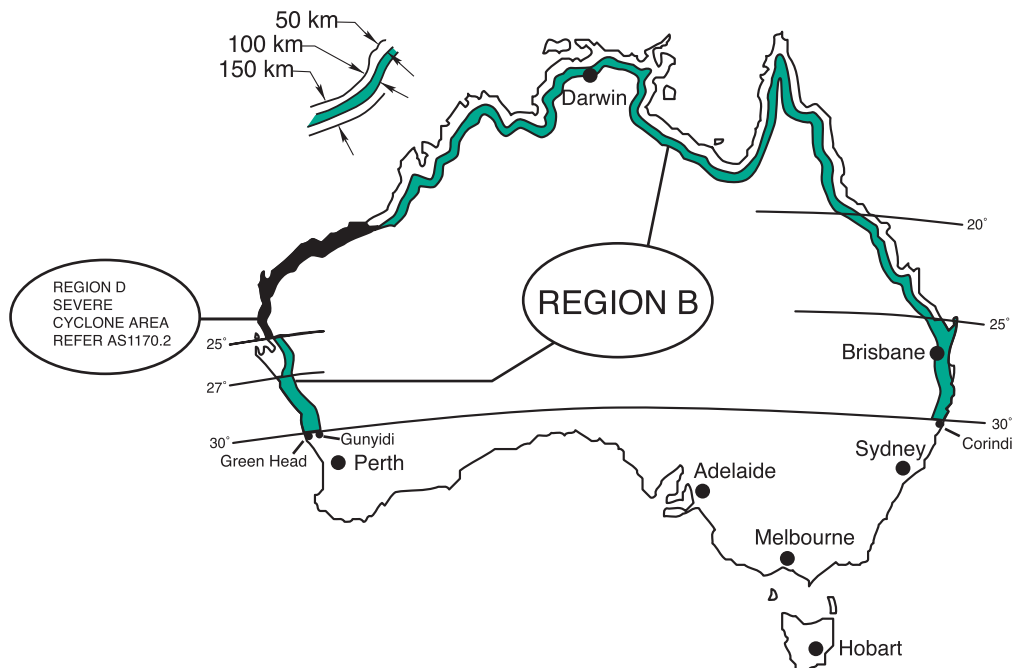 50 km
100 km
150 km
Darwin
20°
REGION D
SEVERE
CYCLONE AREA
REFER AS1170.2
REGION B
25°
25°
Brisbane
27°
30°
30°
Gunyidi
Green Head
Perth
Corindi
Sydney
Adelaide
Melbourne
Hobart